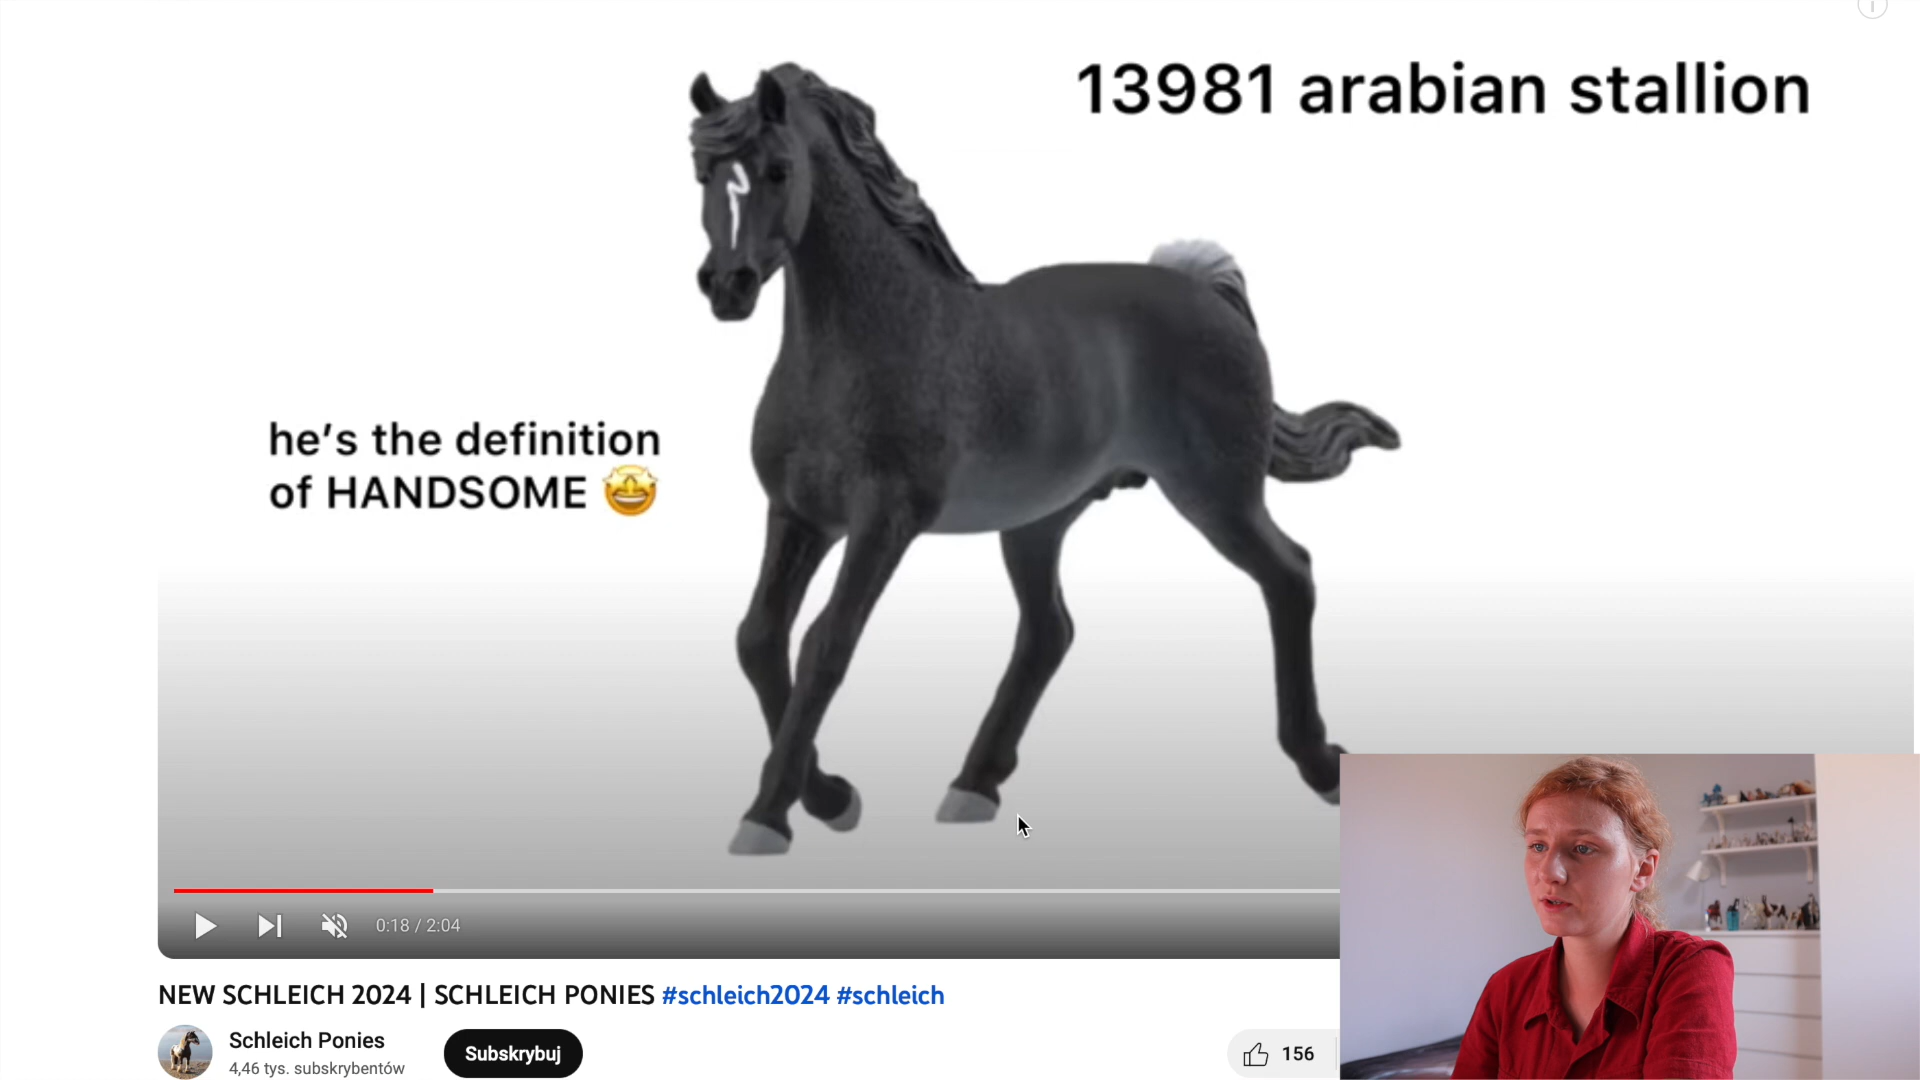 13981 arabian stallion
he's the definition
of HANDSOME 🤩
0:18 / 2:04
NEW SCHLEICH 2024 | SCHLEICH PONIES #schleich2024 #schleich
Schleich Ponies
4,46 tys. subskrybentów
Subskrybuj
156